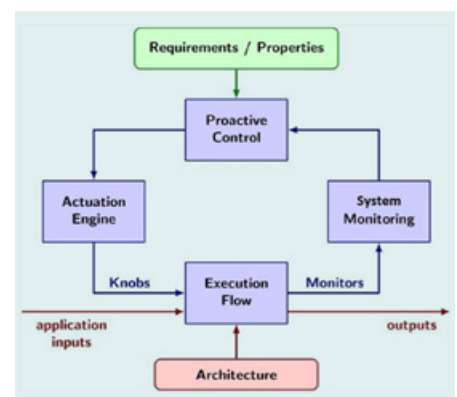 Requirements / Properties
Proactive
Control
Actuation
Engine
System
Monitoring
Knobs
Execution
Flow
Monitors
application
inputs
outputs
Architecture